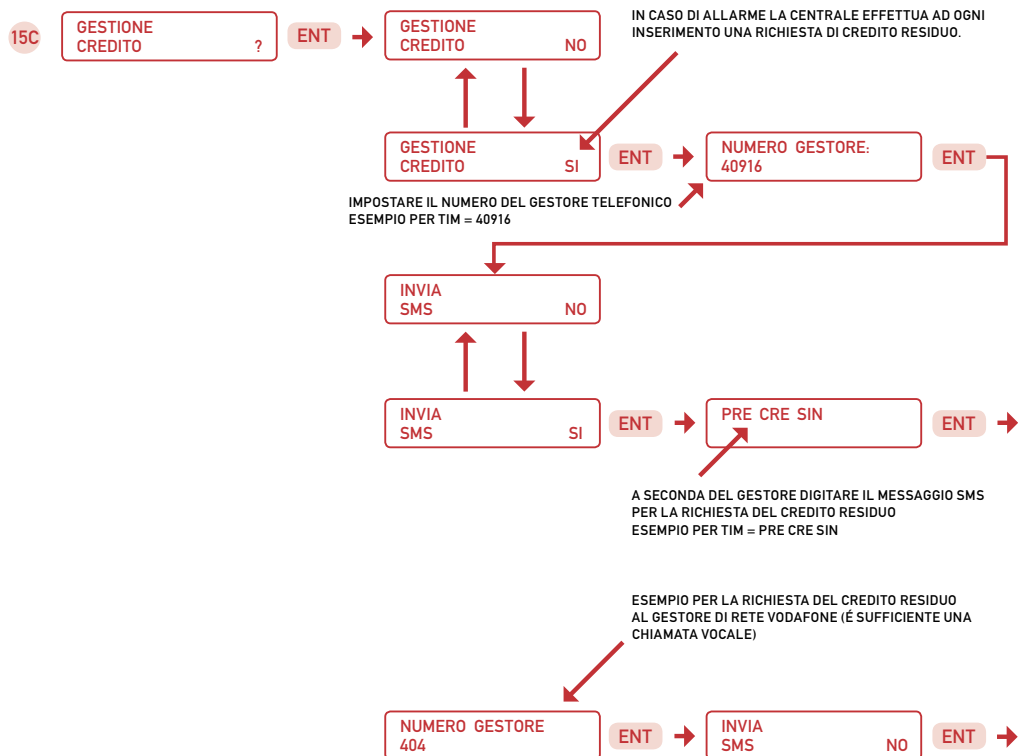 15C
GESTIONE
CREDITO ?
ENT
GESTIONE
CREDITO NO
IN CASO DI ALLARME LA CENTRALE EFFETTUA AD OGNI
INSERIMENTO UNA RICHIESTA DI CREDITO RESIDUO.
GESTIONE
CREDITO SI
ENT
NUMERO GESTORE:
40916
ENT
IMPOSTARE IL NUMERO DEL GESTORE TELEFONICO
ESEMPIO PER TIM = 40916
INVIA
SMS NO
INVIA
SMS SI
ENT
PRE CRE SIN
ENT
A SECONDA DEL GESTORE DIGITARE IL MESSAGGIO SMS
PER LA RICHIESTA DEL CREDITO RESIDUO
ESEMPIO PER TIM = PRE CRE SIN
ESEMPIO PER LA RICHIESTA DEL CREDITO RESIDUO
AL GESTORE DI RETE VODAFONE (É SUFFICIENTE UNA
CHIAMATA VOCALE)
NUMERO GESTORE
404
ENT
INVIA
SMS NO
ENT